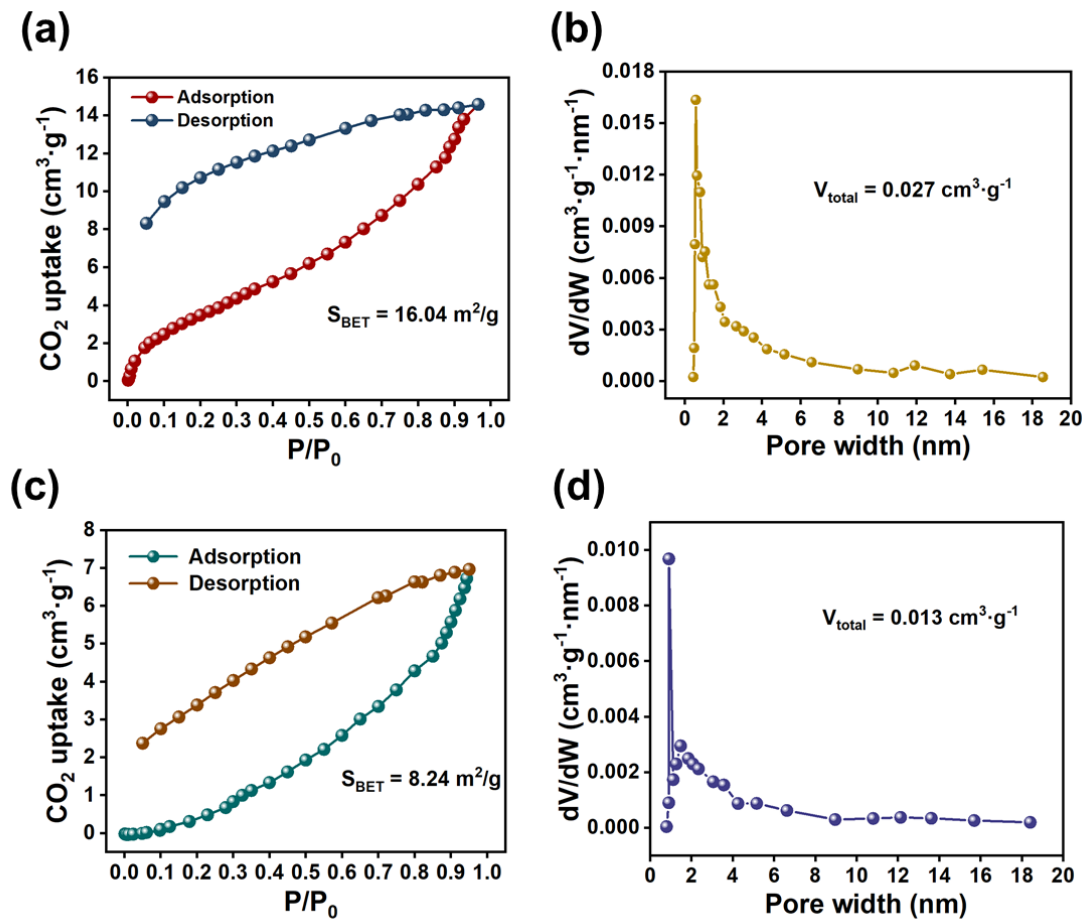 (a)
CO₂ uptake (cm³·g⁻¹)
16
14
12
10
8
6
4
2
0
Adsorption
Desorption
S_BET = 16.04 m²/g
0.0 0.1 0.2 0.3 0.4 0.5 0.6 0.7 0.8 0.9 1.0
P/P₀
(b)
dV/dW (cm³·g⁻¹·nm⁻¹)
0.018
0.015
0.012
0.009
0.006
0.003
0.000
V_total = 0.027 cm³·g⁻¹
0 2 4 6 8 10 12 14 16 18 20
Pore width (nm)
(c)
CO₂ uptake (cm³·g⁻¹)
8
7
6
5
4
3
2
1
0
Adsorption
Desorption
S_BET = 8.24 m²/g
0.0 0.1 0.2 0.3 0.4 0.5 0.6 0.7 0.8 0.9 1.0
P/P₀
(d)
dV/dW (cm³·g⁻¹·nm⁻¹)
0.010
0.008
0.006
0.004
0.002
0.000
V_total = 0.013 cm³·g⁻¹
0 2 4 6 8 10 12 14 16 18 20
Pore width (nm)